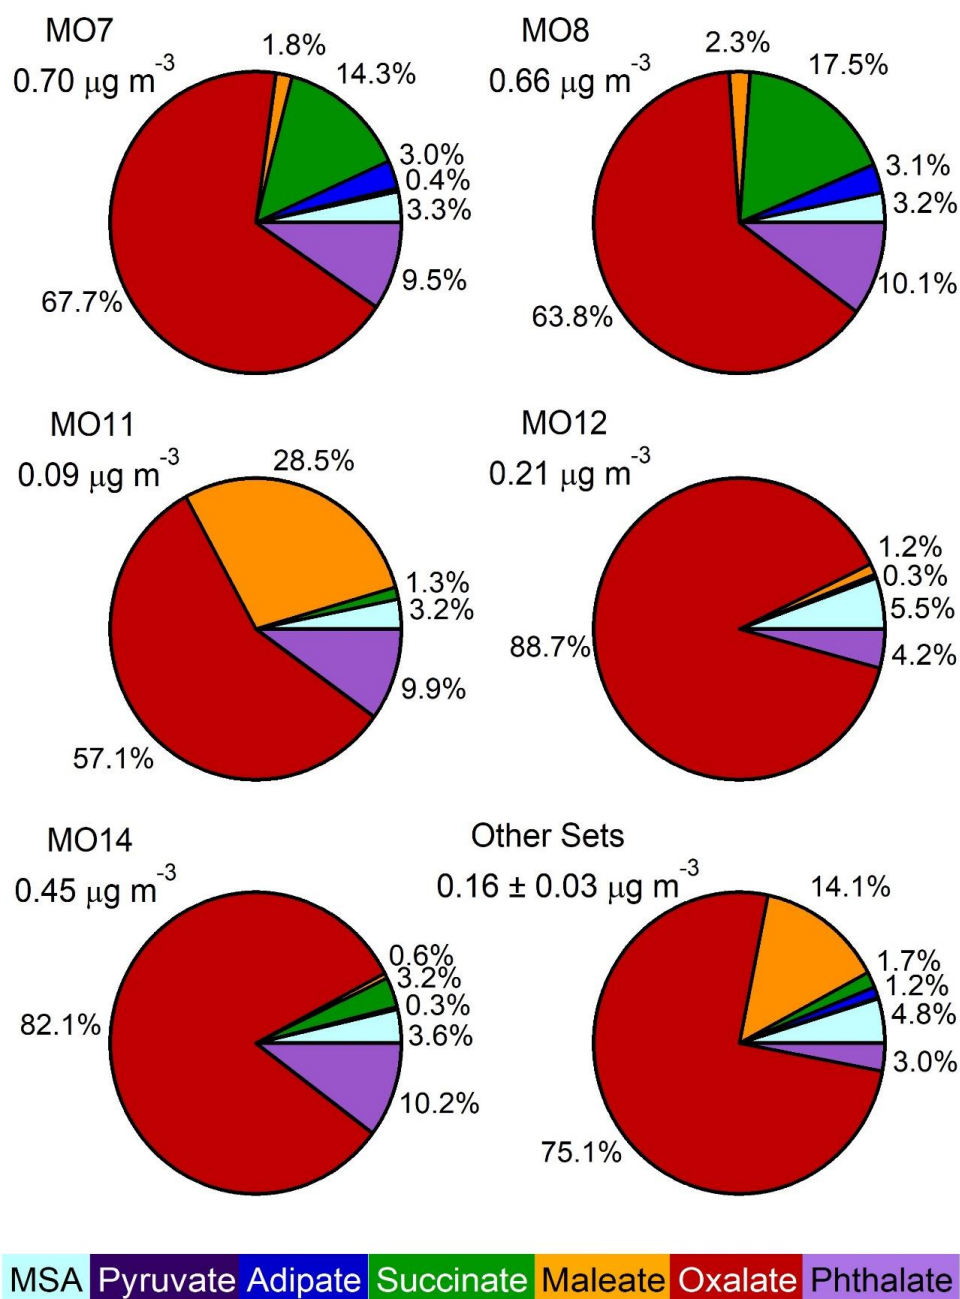 MO7
0.70 μg m⁻³
1.8%
14.3%
3.0%
0.4%
3.3%
9.5%
67.7%
MO8
0.66 μg m⁻³
2.3%
17.5%
3.1%
3.2%
10.1%
63.8%
MO11
0.09 μg m⁻³
28.5%
1.3%
3.2%
9.9%
57.1%
MO12
0.21 μg m⁻³
1.2%
0.3%
5.5%
4.2%
88.7%
MO14
0.45 μg m⁻³
0.6%
3.2%
0.3%
3.6%
10.2%
82.1%
Other Sets
0.16 ± 0.03 μg m⁻³
14.1%
1.7%
1.2%
4.8%
3.0%
75.1%
MSA Pyruvate Adipate Succinate Maleate Oxalate Phthalate